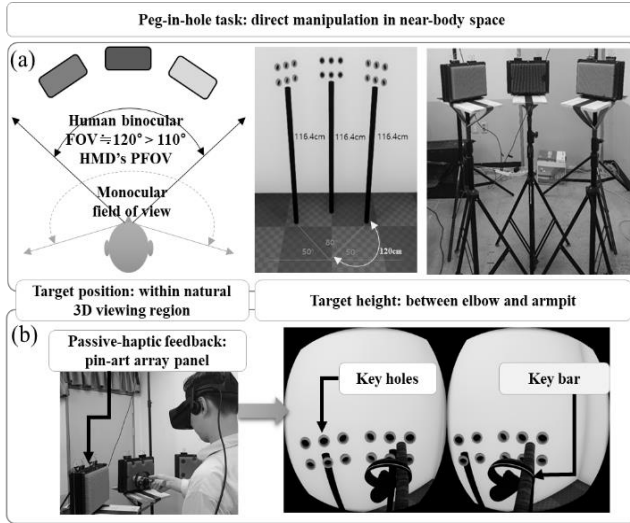 Peg-in-hole task: direct manipulation in near-body space
(a)
Human binocular
FOV≒120° > 110°
HMD's PFOV
Monocular
field of view
116.4cm
116.4cm
116.4cm
80°
50°
50°
120cm
Target position: within natural
3D viewing region
Target height: between elbow and armpit
(b)
Passive-haptic feedback:
pin-art array panel
Key holes
Key bar